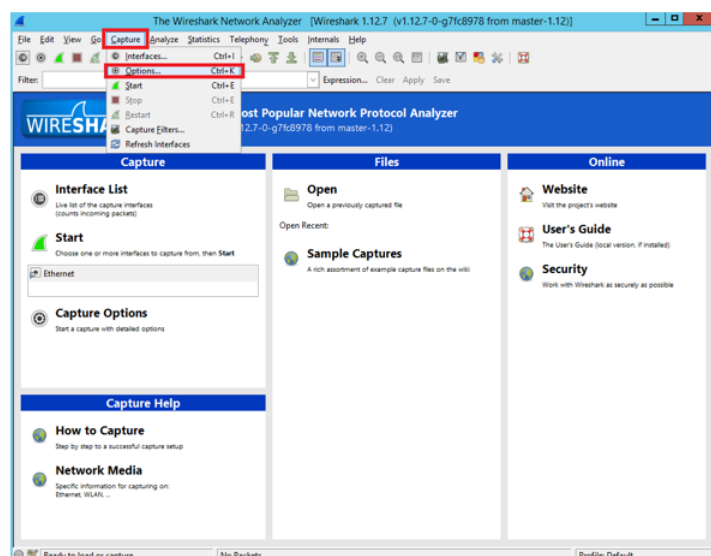 The Wireshark Network Analyzer [Wireshark 1.12.7 (v1.12.7-0-g7fc8978 from master-1.12)]
File Edit View Go Capture Analyze Statistics Telephony Tools Internals Help
Interfaces... Ctrl+I
Options... Ctrl+K
Filter: Expression... Clear Apply Save
Start Ctrl+E
Stop Ctrl+E
Restart Ctrl+R
Capture Filters...
Refresh Interfaces
WIRESHA
ost Popular Network Protocol Analyzer
12.7-0-g7fc8978 from master-1.12)
Capture
Interface List
Live list of the capture interfaces
(counts incoming packets)
Start
Choose one or more interfaces to capture from, then Start
Ethernet
Capture Options
Start a capture with detailed options
Capture Help
How to Capture
Step by step to a successful capture setup
Network Media
Specific information for capturing on:
Ethernet, WLAN, ...
Files
Open
Open a previously captured file
Open Recent:
Sample Captures
A rich assortment of example capture files on the wiki
Online
Website
Visit the project's website
User's Guide
The User's Guide (local version, if installed)
Security
Work with Wireshark as securely as possible
Ready to load or capture No Packets Profile: Default